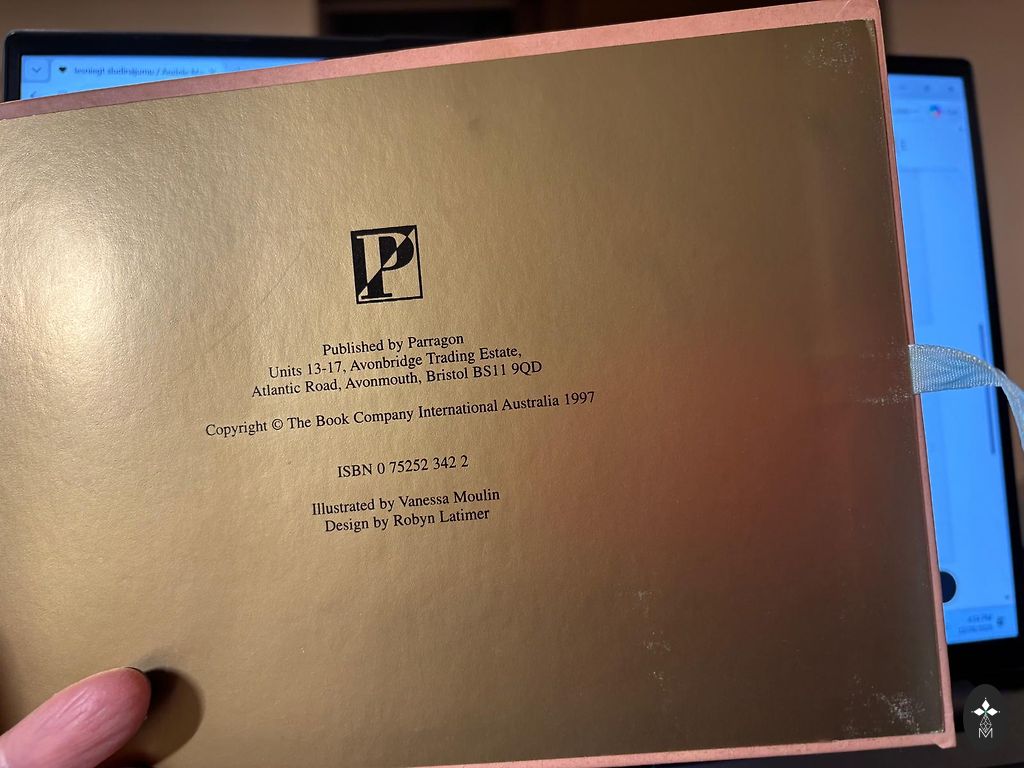 P
Published by Parragon
Units 13-17, Avonbridge Trading Estate,
Atlantic Road, Avonmouth, Bristol BS11 9QD
Copyright © The Book Company International Australia 1997
ISBN 0 75252 342 2
Illustrated by Vanessa Moulin
Design by Robyn Latimer